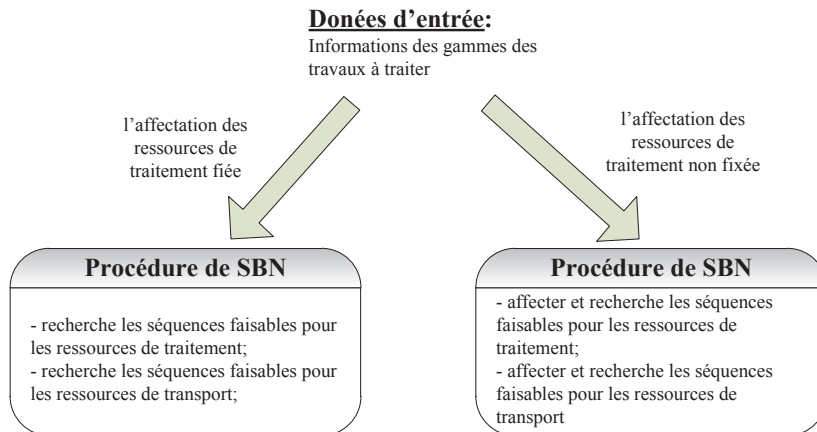 Donées d’entrée:
Informations des gammes des
travaux à traiter
l’affectation des
ressources de
traitement fiée
l’affectation des
ressources de
traitement non fixée
Procédure de SBN
- recherche les séquences faisables pour
les ressources de traitement;
- recherche les séquences faisables pour
les ressources de transport;
Procédure de SBN
- affecter et recherche les séquences
faisables pour les ressources de
traitement;
- affecter et recherche les séquences
faisables pour les ressources de
transport